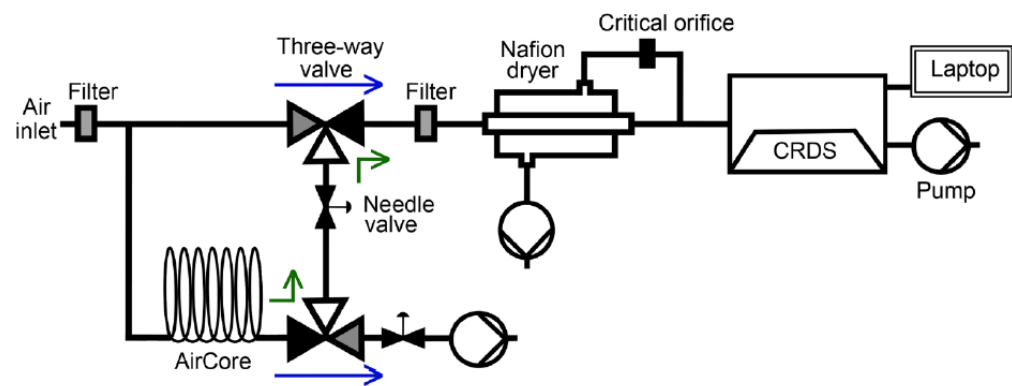 Critical orifice
Three-way
valve
Nafion
dryer
Laptop
Filter
Filter
Air
inlet
CRDS
Pump
Needle
valve
AirCore